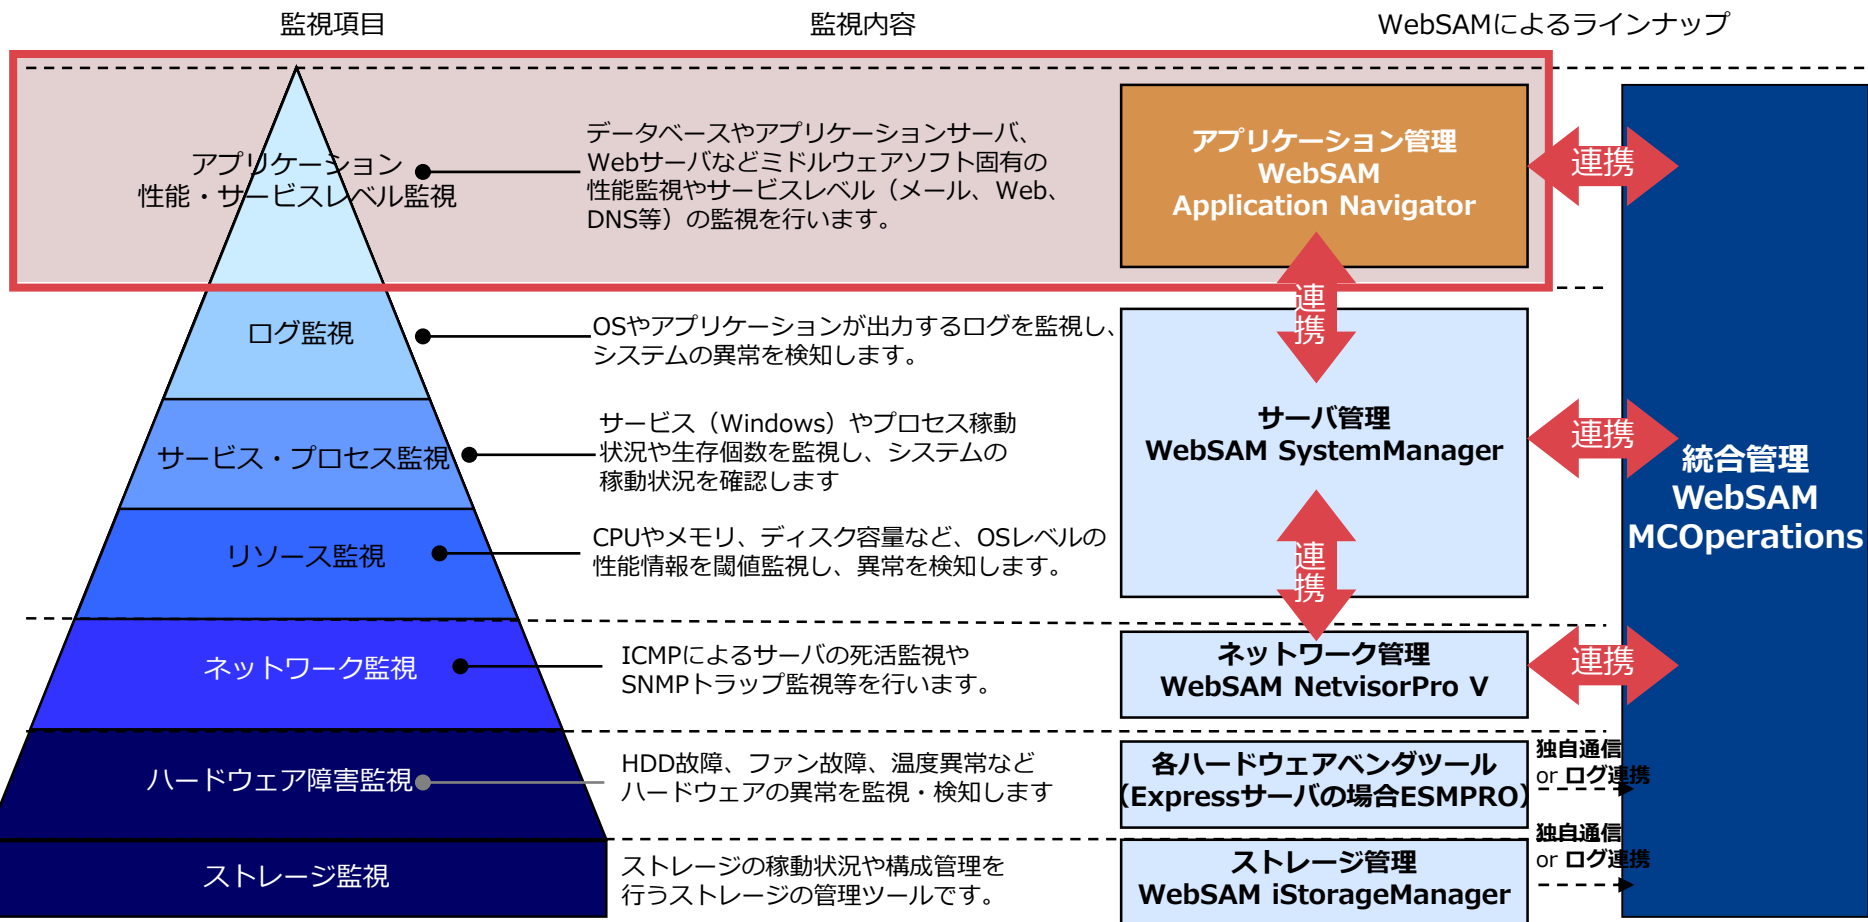 監視項目
監視内容
WebSAMによるラインナップ
アプリケーション
性能・サービスレベル監視
データベースやアプリケーションサーバ、
Webサーバなどミドルウェアソフト固有の
性能監視やサービスレベル（メール、Web、
DNS等）の監視を行います。
アプリケーション管理
WebSAM
Application Navigator
連携
連
携
ログ監視
OSやアプリケーションが出力するログを監視し、
システムの異常を検知します。
サービス・プロセス監視
サービス（Windows）やプロセス稼動
状況や生存個数を監視し、システムの
稼動状況を確認します
サーバ管理
WebSAM SystemManager
連携
統合管理
WebSAM
MCOperations
リソース監視
CPUやメモリ、ディスク容量など、OSレベルの
性能情報を閾値監視し、異常を検知します。
連
携
ネットワーク監視
ICMPによるサーバの死活監視や
SNMPトラップ監視等を行います。
ネットワーク管理
WebSAM NetvisorPro V
連携
ハードウェア障害監視
HDD故障、ファン故障、温度異常など
ハードウェアの異常を監視・検知します
各ハードウェアベンダツール
（Expressサーバの場合ESMPRO）
独自通信
or ログ連携
ストレージ監視
ストレージの稼動状況や構成管理を
行うストレージの管理ツールです。
ストレージ管理
WebSAM iStorageManager
独自通信
or ログ連携